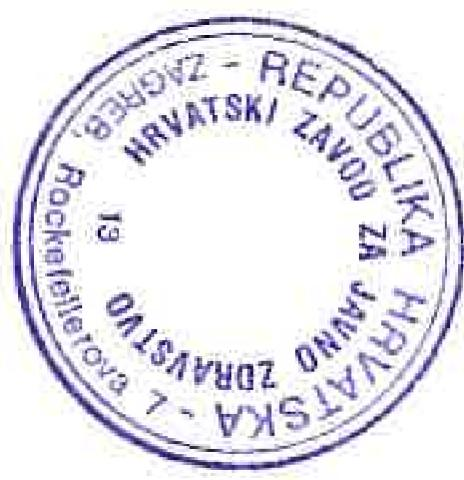 REPUBLIKA HRVATSKA - ZAGREB, Rockefellerova 7 -
HRVATSKI ZAVOD ZA JAVNO ZDRAVSTVO
13